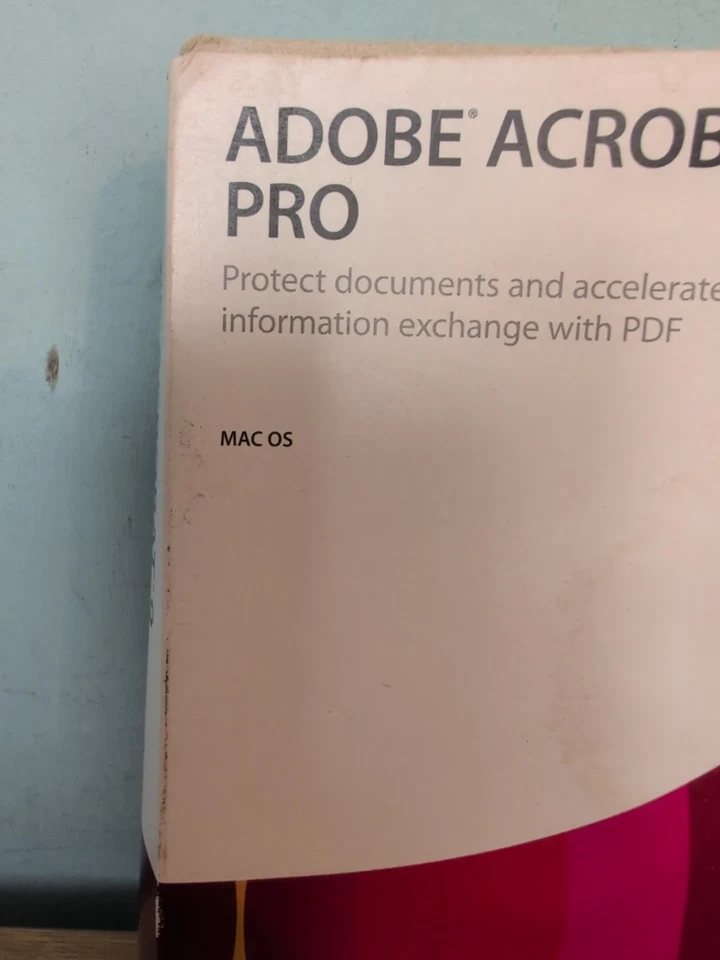 ADOBE® ACROB
PRO
Protect documents and accelerate
information exchange with PDF
MAC OS